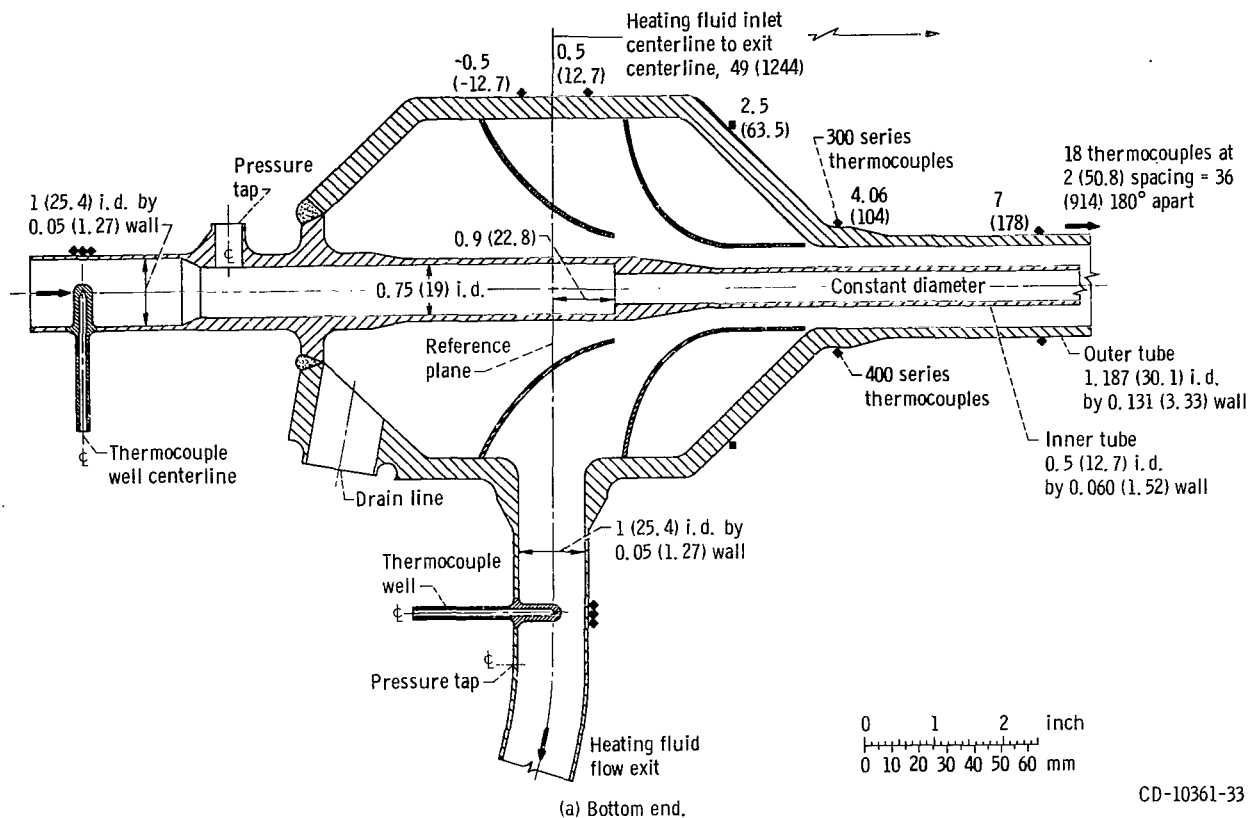 Heating fluid inlet
centerline to exit
centerline, 49 (1244)
-0.5
(-12.7)
0.5
(12.7)
2.5
(63.5)
300 series
thermocouples
4.06
(104)
7
(178)
18 thermocouples at
2 (50.8) spacing = 36
(914) 180° apart
Pressure
tap
1 (25.4) i.d. by
0.05 (1.27) wall
℄
0.9 (22.8)
0.75 (19) i.d.
Constant diameter
Reference
plane
400 series
thermocouples
Outer tube
1.187 (30.1) i.d.
by 0.131 (3.33) wall
Inner tube
0.5 (12.7) i.d.
by 0.060 (1.52) wall
℄
Thermocouple
well centerline
Drain line
1 (25.4) i.d. by
0.05 (1.27) wall
Thermocouple
well
℄
℄
Pressure tap
Heating fluid
flow exit
0 1 2 inch
0 10 20 30 40 50 60 mm
(a) Bottom end.
CD-10361-33